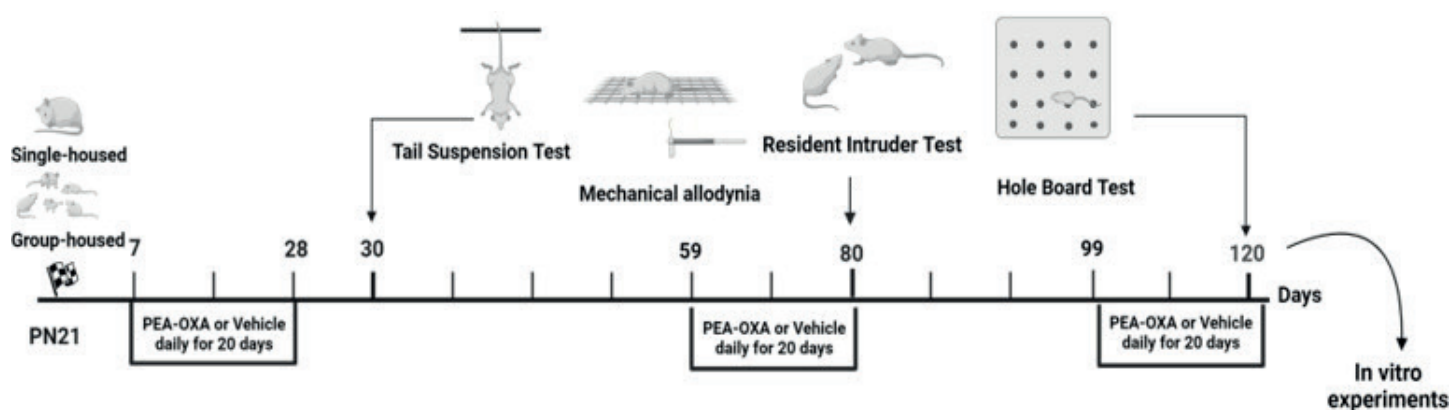 Single-housed
Group-housed
Tail Suspension Test
Mechanical allodynia
Resident Intruder Test
Hole Board Test
7
28
30
59
80
99
120
Days
PN21
PEA-OXA or Vehicle
daily for 20 days
PEA-OXA or Vehicle
daily for 20 days
PEA-OXA or Vehicle
daily for 20 days
In vitro
experiments